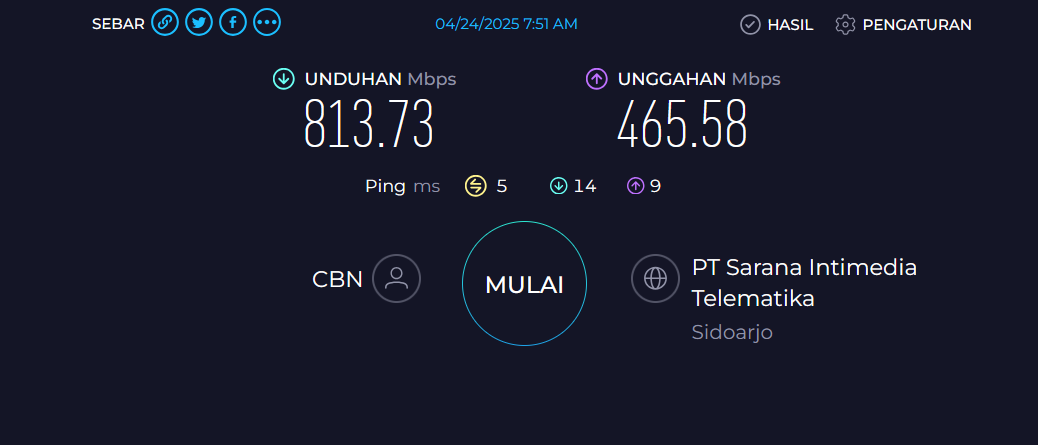 SEBAR
04/24/2025 7:51 AM
HASIL
PENGATURAN
UNDUHAN Mbps
813.73
UNGGAHAN Mbps
465.58
Ping ms 5 14 9
CBN
MULAI
PT Sarana Intimedia
Telematika
Sidoarjo